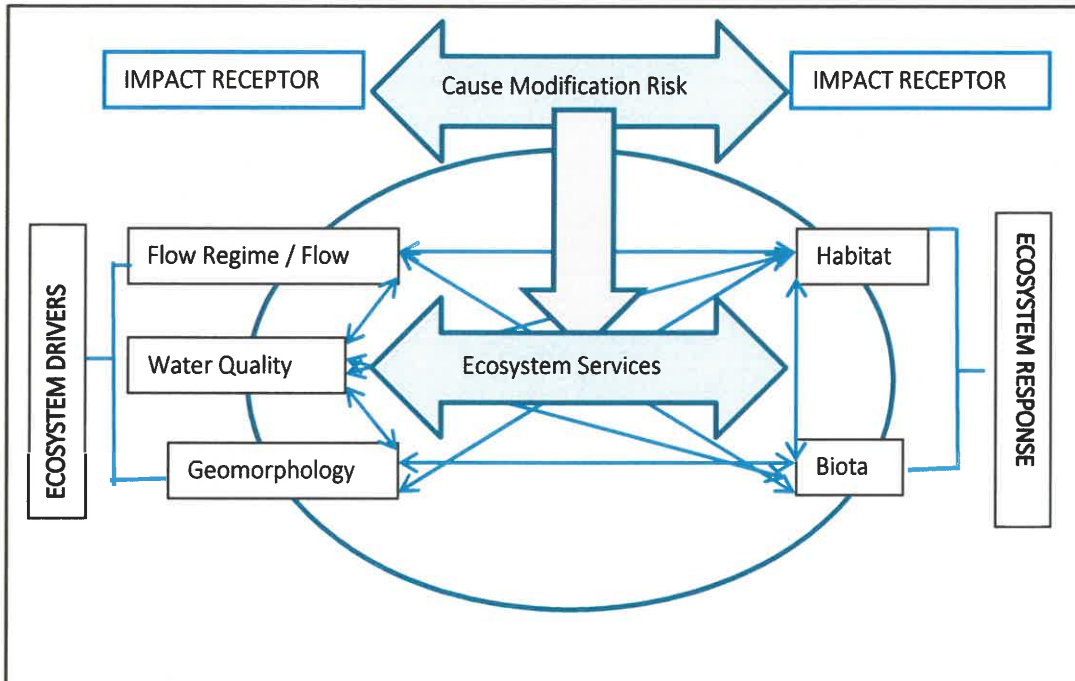 IMPACT RECEPTOR
Cause Modification Risk
IMPACT RECEPTOR
ECOSYSTEM DRIVERS
Flow Regime / Flow
Water Quality
Geomorphology
Ecosystem Services
Habitat
Biota
ECOSYSTEM RESPONSE